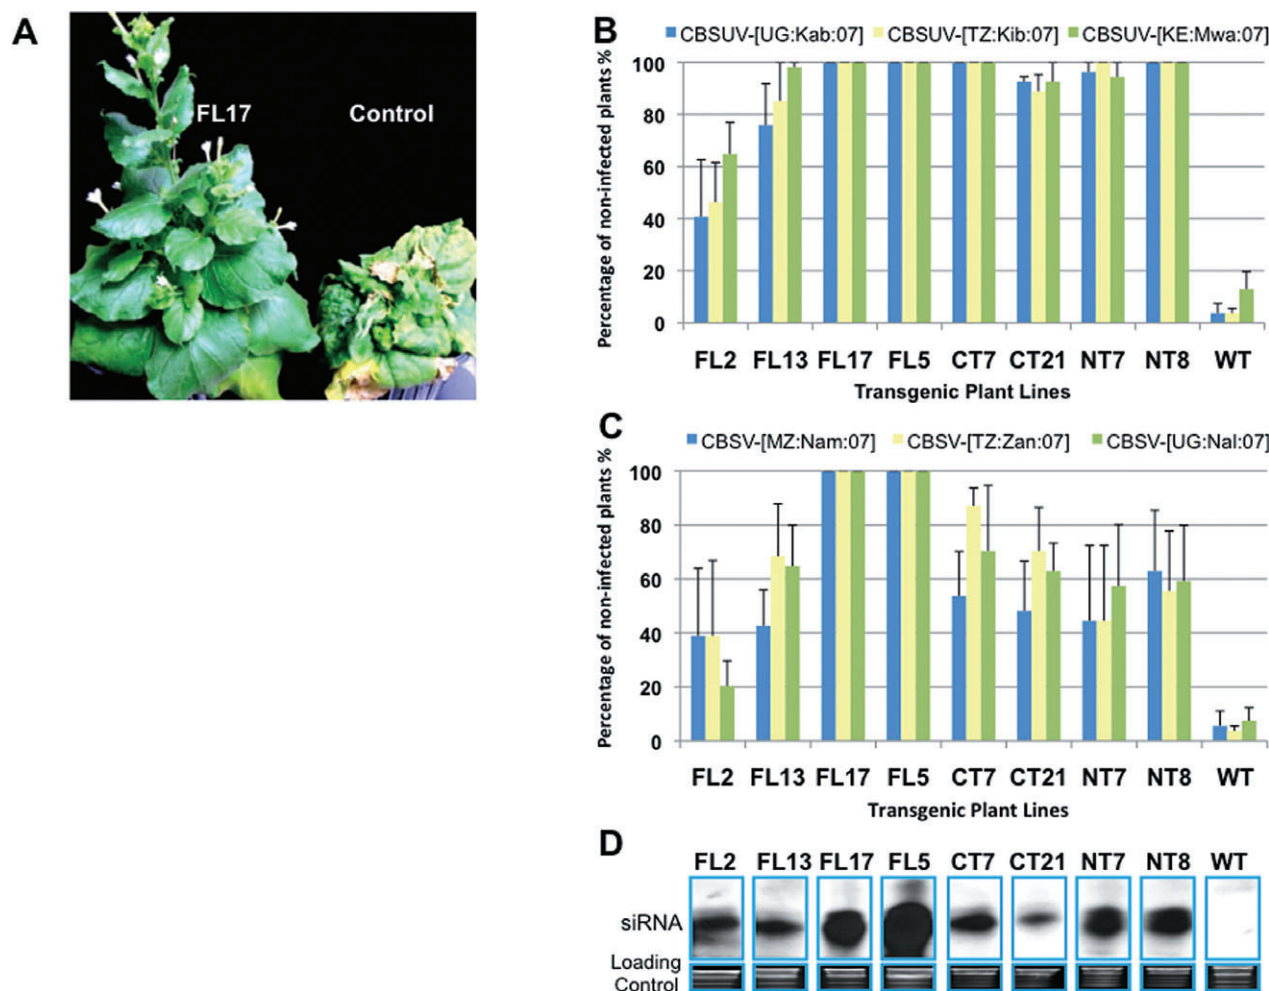 A
FL17
Control
B
CBSUV-[UG:Kab:07] CBSUV-[TZ:Kib:07] CBSUV-[KE:Mwa:07]
Percentage of non-infected plants %
100
80
60
40
20
0
FL2 FL13 FL17 FL5 CT7 CT21 NT7 NT8 WT
Transgenic Plant Lines
C
CBSV-[MZ:Nam:07] CBSV-[TZ:Zan:07] CBSV-[UG:Nal:07]
Percentage of non-infected plants %
100
80
60
40
20
0
FL2 FL13 FL17 FL5 CT7 CT21 NT7 NT8 WT
Transgenic Plant Lines
D
FL2 FL13 FL17 FL5 CT7 CT21 NT7 NT8 WT
siRNA
Loading
Control